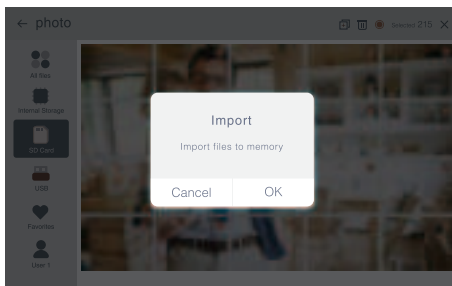 ← photo
Selected 215 ×
All files
Internal Storage
SD Card
USB
Favorites
User 1
Import
Import files to memory
Cancel
OK